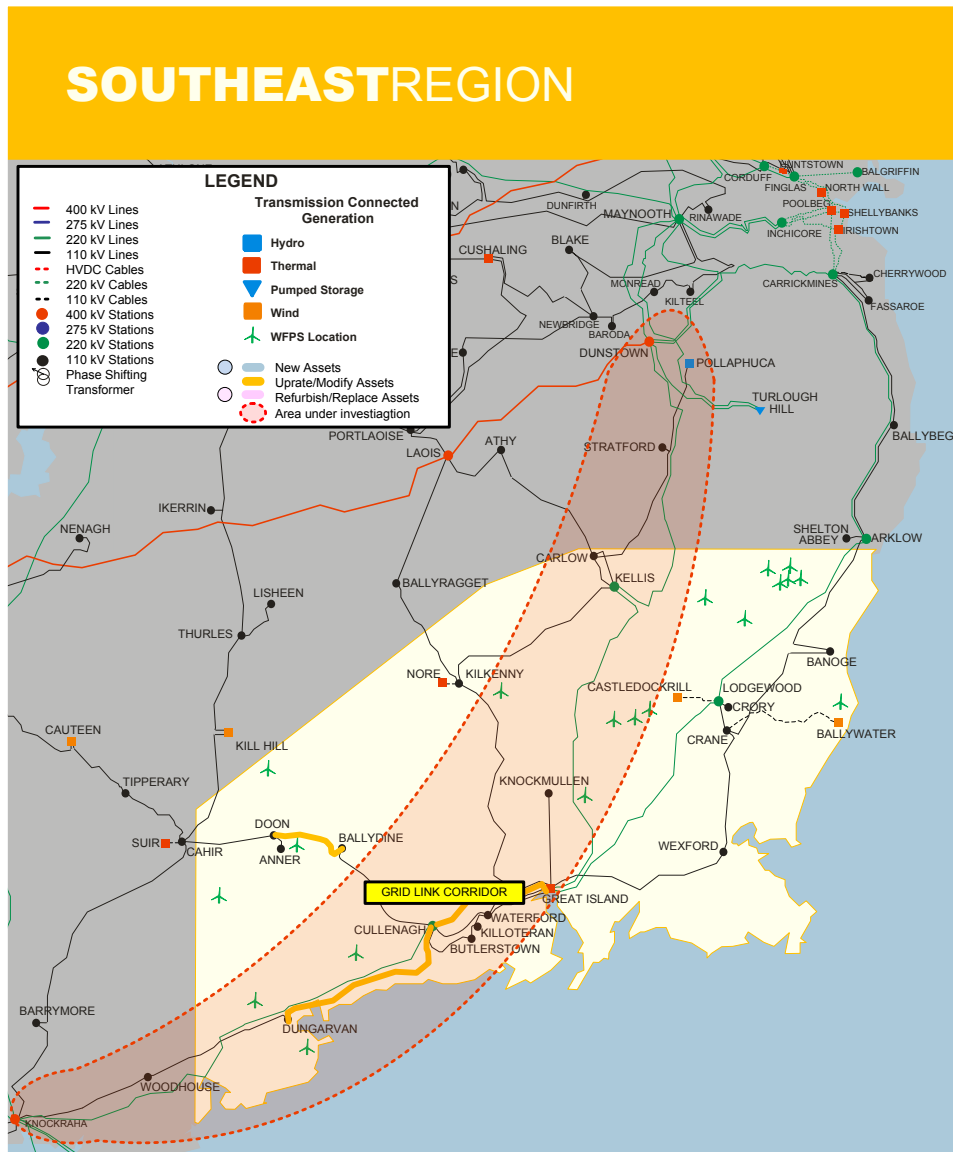 SOUTHEASTREGION
LEGEND
400 kV Lines
275 kV Lines
220 kV Lines
110 kV Lines
HVDC Cables
220 kV Cables
110 kV Cables
400 kV Stations
275 kV Stations
220 kV Stations
110 kV Stations
Phase Shifting
Transformer
Transmission Connected
Generation
Hydro
Thermal
Pumped Storage
Wind
WFPS Location
New Assets
Uprate/Modify Assets
Refurbish/Replace Assets
Area under investiagtion
HUNTSTOWN
CORDUFF
FINGLAS
BALGRIFFIN
NORTH WALL
DUNFIRTH
POOLBEG
SHELLYBANKS
MAYNOOTH
RINAWADE
IRISHTOWN
INCHICORE
BLAKE
CUSHALING
CHERRYWOOD
MONREAD
CARRICKMINES
KILTEEL
FASSAROE
NEWBRIDGE
BARODA
DUNSTOWN
POLLAPHUCA
TURLOUGH
HILL
PORTLAOISE
BALLYBEG
ATHY
LAOIS
STRATFORD
IKERRIN
NENAGH
SHELTON
ABBEY
ARKLOW
CARLOW
KELLIS
BALLYRAGGET
LISHEEN
THURLES
BANOGE
NORE
KILKENNY
CASTLEDOCKRILL
LODGEWOOD
CRORY
CAUTEEN
KILL HILL
CRANE
BALLYWATER
TIPPERARY
KNOCKMULLEN
DOON
BALLYDINE
SUIR
CAHIR
ANNER
WEXFORD
GRID LINK CORRIDOR
GREAT ISLAND
WATERFORD
CULLENAGH
KILLOTERAN
BUTLERSTOWN
BARRYMORE
DUNGARVAN
WOODHOUSE
KNOCKRAHA